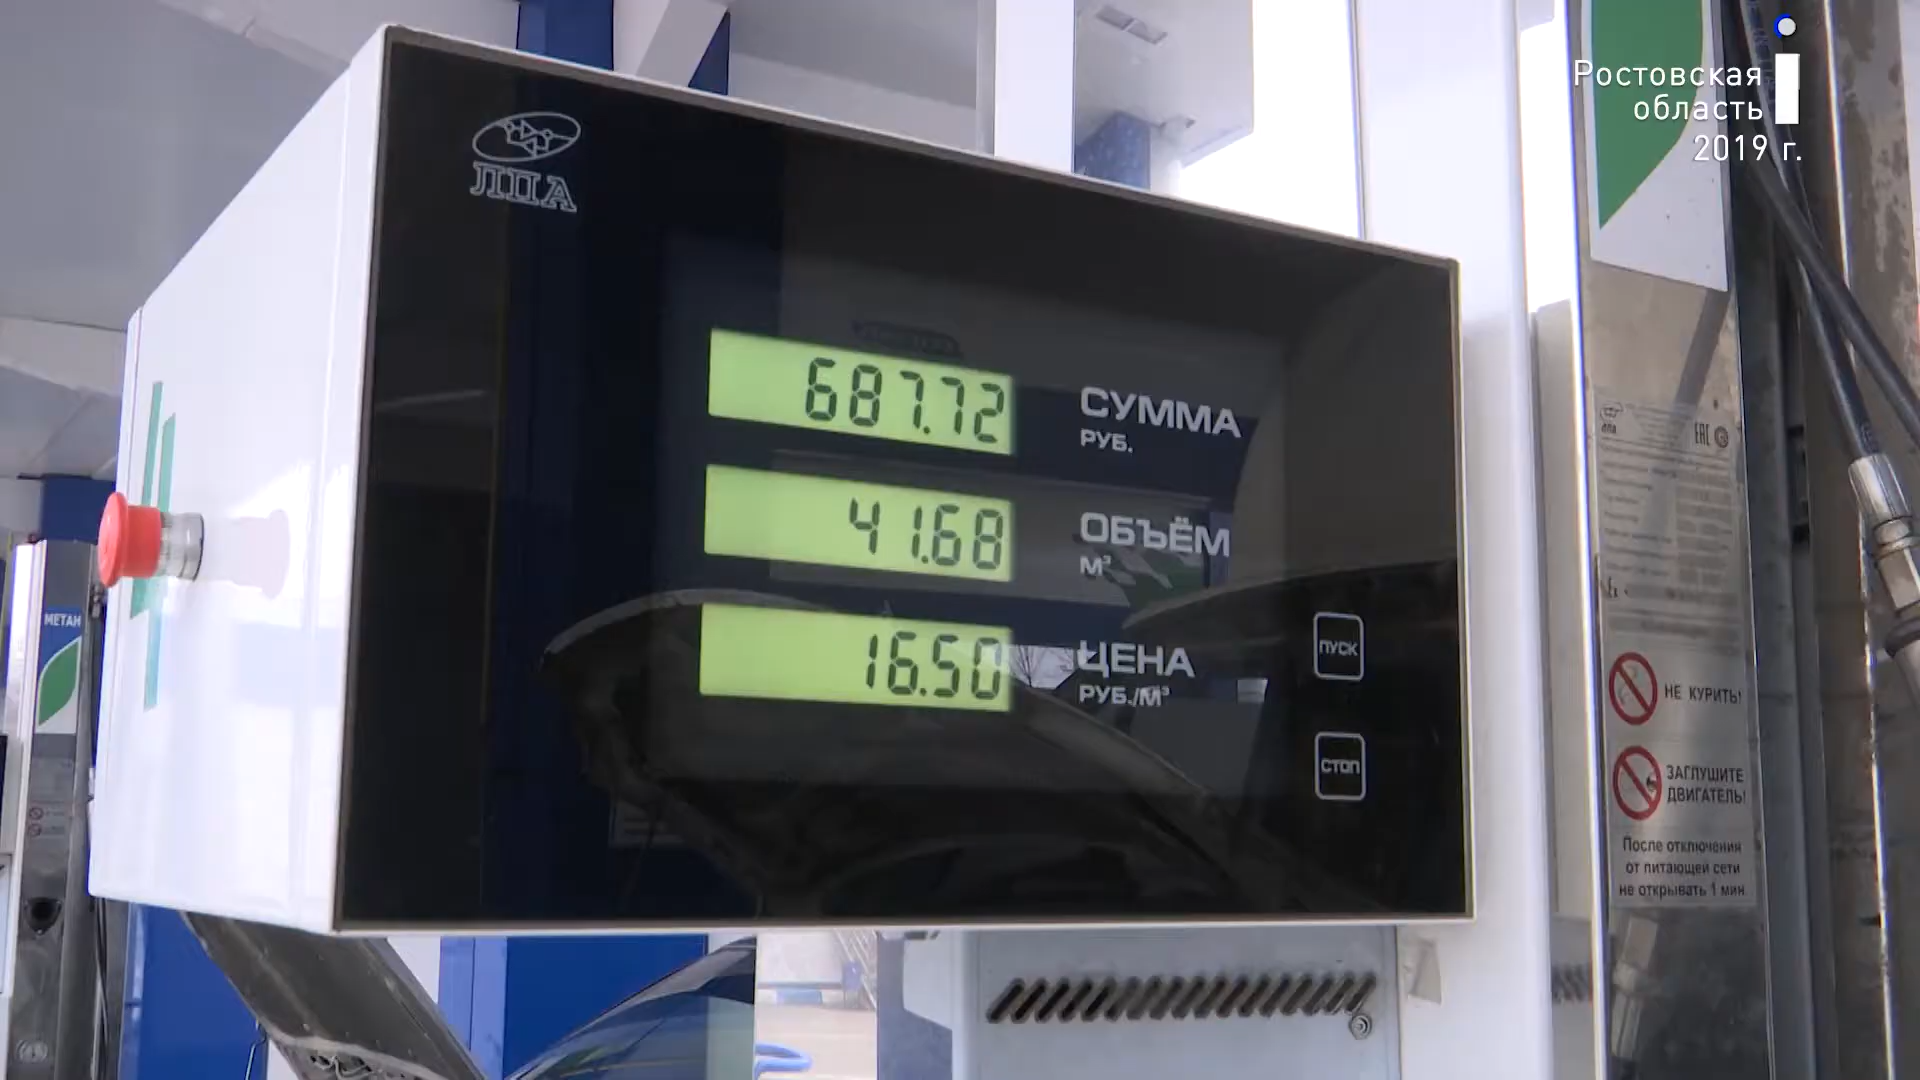 Ростовская
область
2019 г.
ЛПА
687.72
СУММА
РУБ.
41.68
ОБЪЁМ
М³
16.50
ЦЕНА
РУБ./М³
ПУСК
СТОП
МЕТАН
ЕАС
НЕ КУРИТЬ!
ЗАГЛУШИТЕ
ДВИГАТЕЛЬ!
После отключения
от питающей сети
не открывать 1 мин.